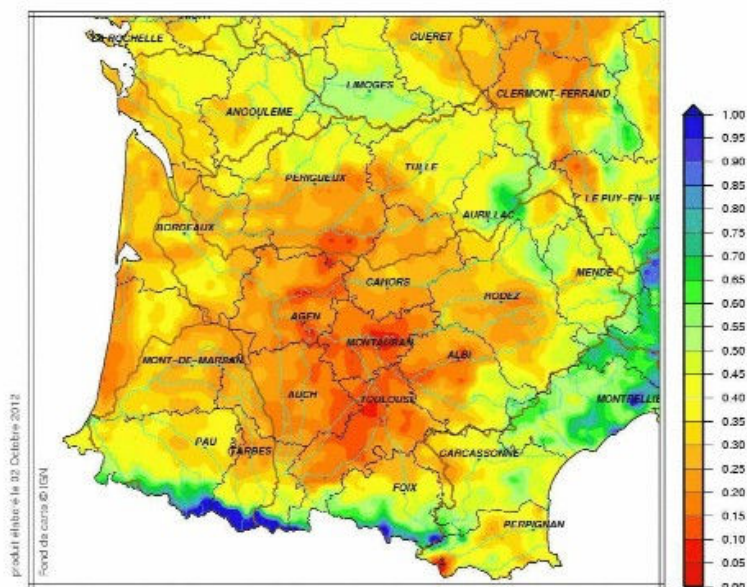 LA ROCHELLE
GUERET
LIMOGES
CLERMONT-FERRAND
ANGOULEME
TULLE
PERIGUEUX
LE PUY-EN-VE
AURILLAC
BORDEAUX
MENDE
CAHORS
RODEZ
AGEN
MONTAUBAN
ALBI
MONT-DE-MARSAN
AUCH
TOULOUSE
MONTPELLIE
PAU
TARBES
CARCASSONNE
FOIX
PERPIGNAN
1.00
0.95
0.90
0.85
0.80
0.75
0.70
0.65
0.60
0.55
0.50
0.45
0.40
0.35
0.30
0.25
0.20
0.15
0.10
0.05
0.00
produit élaboré le 02 Octobre 2012
Fond de carte © IGN